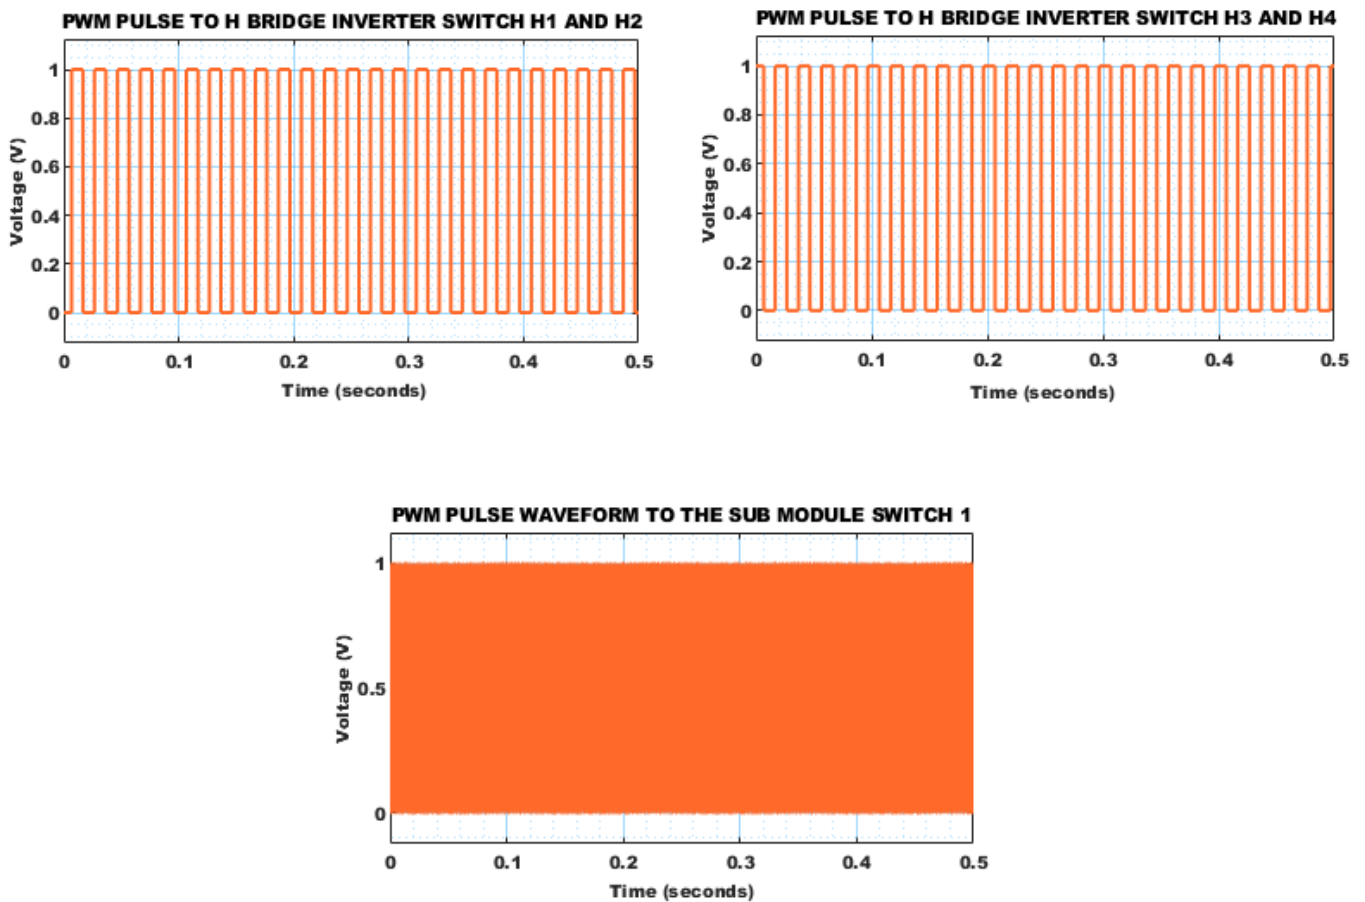 PWM PULSE TO H BRIDGE INVERTER SWITCH H1 AND H2
1
0.8
0.6
0.4
0.2
0
Voltage (V)
0 0.1 0.2 0.3 0.4 0.5
Time (seconds)
PWM PULSE TO H BRIDGE INVERTER SWITCH H3 AND H4
1
0.8
0.6
0.4
0.2
0
Voltage (V)
0 0.1 0.2 0.3 0.4 0.5
Time (seconds)
PWM PULSE WAVEFORM TO THE SUB MODULE SWITCH 1
1
0.5
0
Voltage (V)
0 0.1 0.2 0.3 0.4 0.5
Time (seconds)